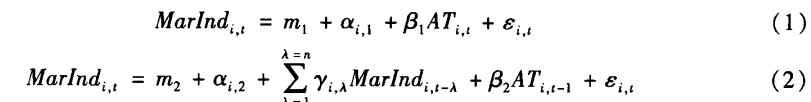 MarInd_{i,t} = m_1 + α_{i,1} + β_1 AT_{i,t} + ε_{i,t} (1)
MarInd_{i,t} = m_2 + α_{i,2} + \sum_{λ=1}^{λ=n} γ_{i,λ} MarInd_{i,t-λ} + β_2 AT_{i,t-1} + ε_{i,t} (2)